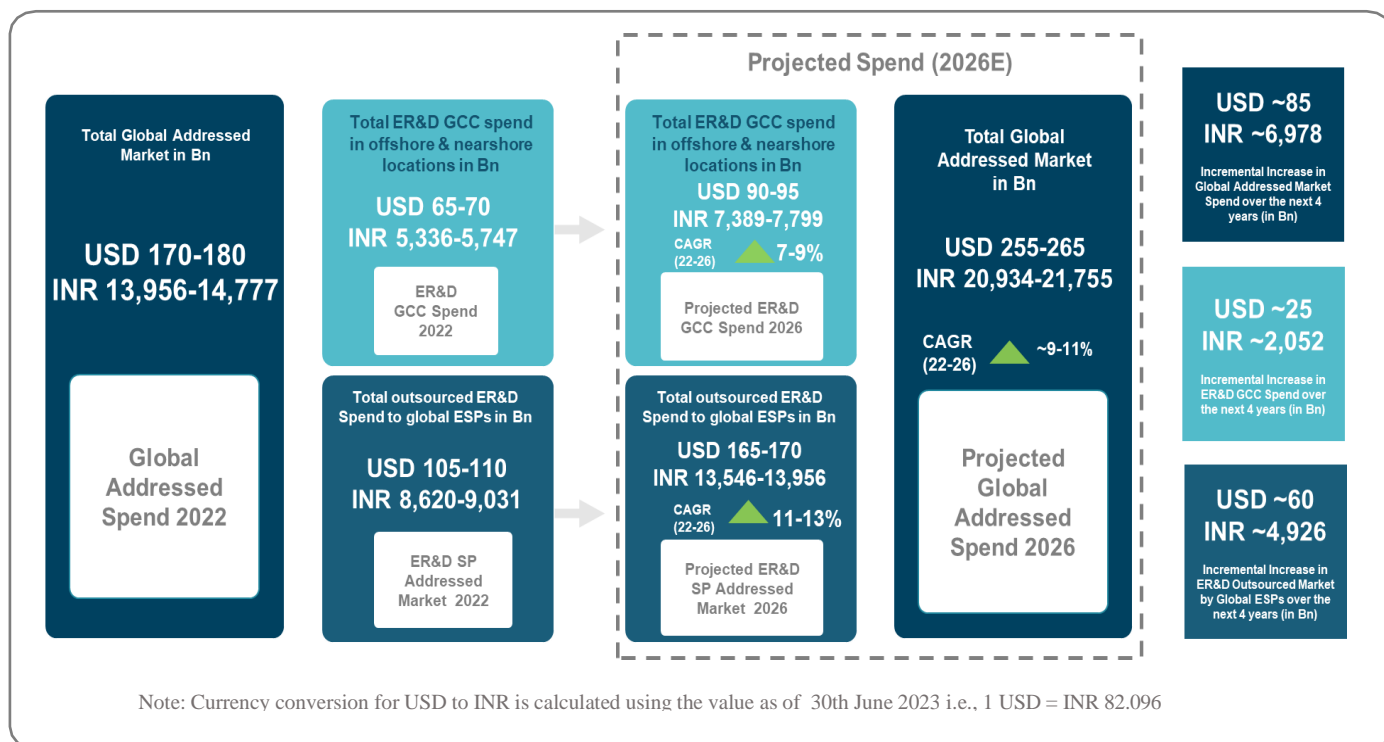 Projected Spend (2026E)
Total Global Addressed
Market in Bn
USD 170-180
INR 13,956-14,777
Global
Addressed
Spend 2022
Total ER&D GCC spend
in offshore & nearshore
locations in Bn
USD 65-70
INR 5,336-5,747
ER&D
GCC Spend
2022
Total outsourced ER&D
Spend to global ESPs in Bn
USD 105-110
INR 8,620-9,031
ER&D SP
Addressed
Market 2022
Total ER&D GCC spend
in offshore & nearshore
locations in Bn
USD 90-95
INR 7,389-7,799
CAGR
(22-26)
7-9%
Projected ER&D
GCC Spend 2026
Total outsourced ER&D
Spend to global ESPs in Bn
USD 165-170
INR 13,546-13,956
CAGR
(22-26)
11-13%
Projected ER&D
SP Addressed
Market 2026
Total Global
Addressed Market
in Bn
USD 255-265
INR 20,934-21,755
CAGR
(22-26)
~9-11%
Projected
Global
Addressed
Spend 2026
USD ~85
INR ~6,978
Incremental Increase in
Global Addressed Market
Spend over the next 4
years (in Bn)
USD ~25
INR ~2,052
Incremental Increase in
ER&D GCC Spend over
the next 4 years (in Bn)
USD ~60
INR ~4,926
Incremental Increase in
ER&D Outsourced Market
by Global ESPs over the
next 4 years (in Bn)
Note: Currency conversion for USD to INR is calculated using the value as of 30th June 2023 i.e., 1 USD = INR 82.096